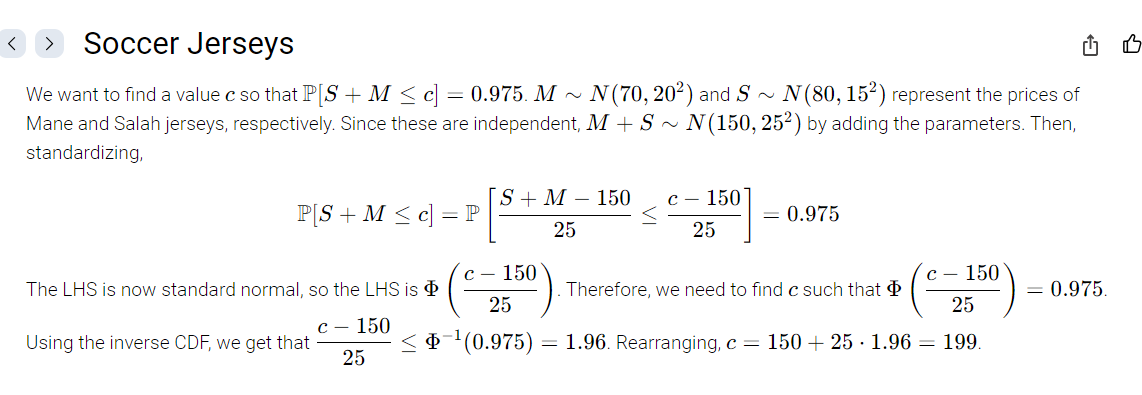 Soccer Jerseys
We want to find a value c so that ℙ[S + M ≤ c] = 0.975. M ∼ N(70, 20²) and S ∼ N(80, 15²) represent the prices of
Mane and Salah jerseys, respectively. Since these are independent, M + S ∼ N(150, 25²) by adding the parameters. Then,
standardizing,
ℙ[S + M ≤ c] = ℙ[(S + M − 150)/25 ≤ (c − 150)/25] = 0.975
The LHS is now standard normal, so the LHS is Φ((c − 150)/25). Therefore, we need to find c such that Φ((c − 150)/25) = 0.975.
Using the inverse CDF, we get that (c − 150)/25 ≤ Φ⁻¹(0.975) = 1.96. Rearranging, c = 150 + 25 · 1.96 = 199.